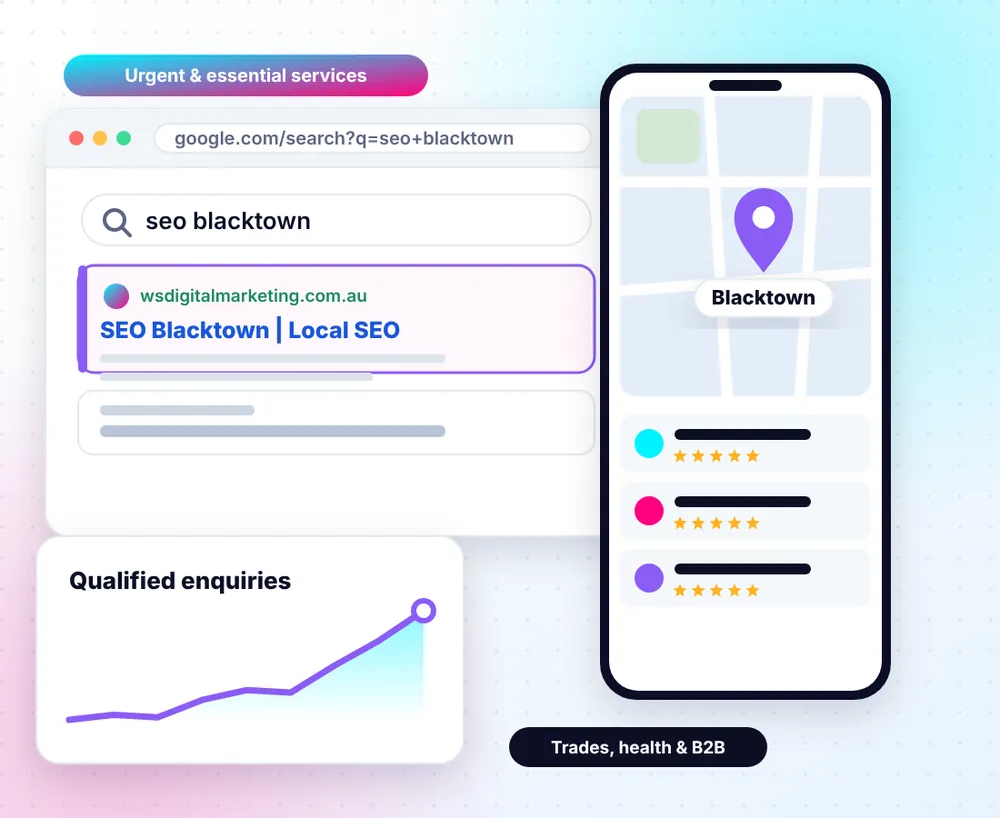 Urgent & essential services
google.com/search?q=seo+blacktown
seo blacktown
wsdigitalmarketing.com.au
SEO Blacktown | Local SEO
Blacktown
Qualified enquiries
Trades, health & B2B